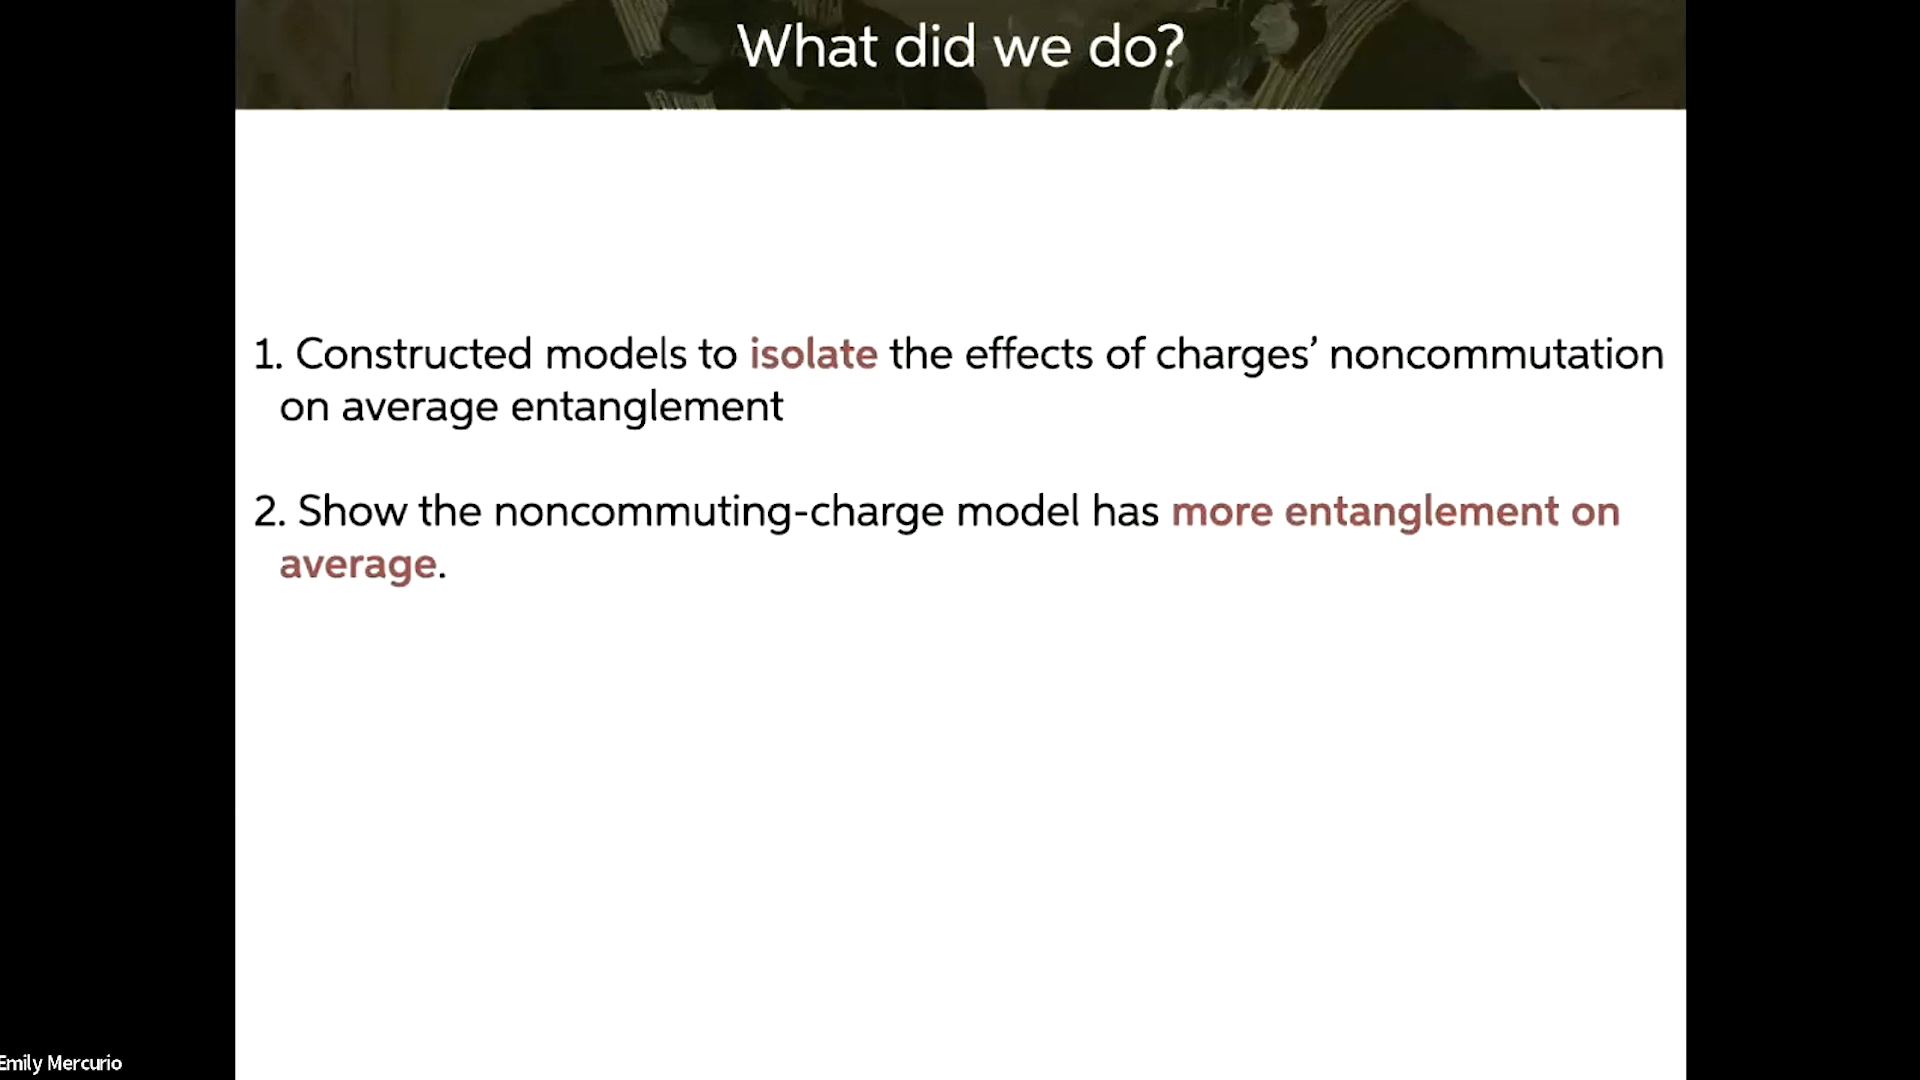 What did we do?
1. Constructed models to isolate the effects of charges’ noncommutation
on average entanglement
2. Show the noncommuting-charge model has more entanglement on
average.
Emily Mercurio